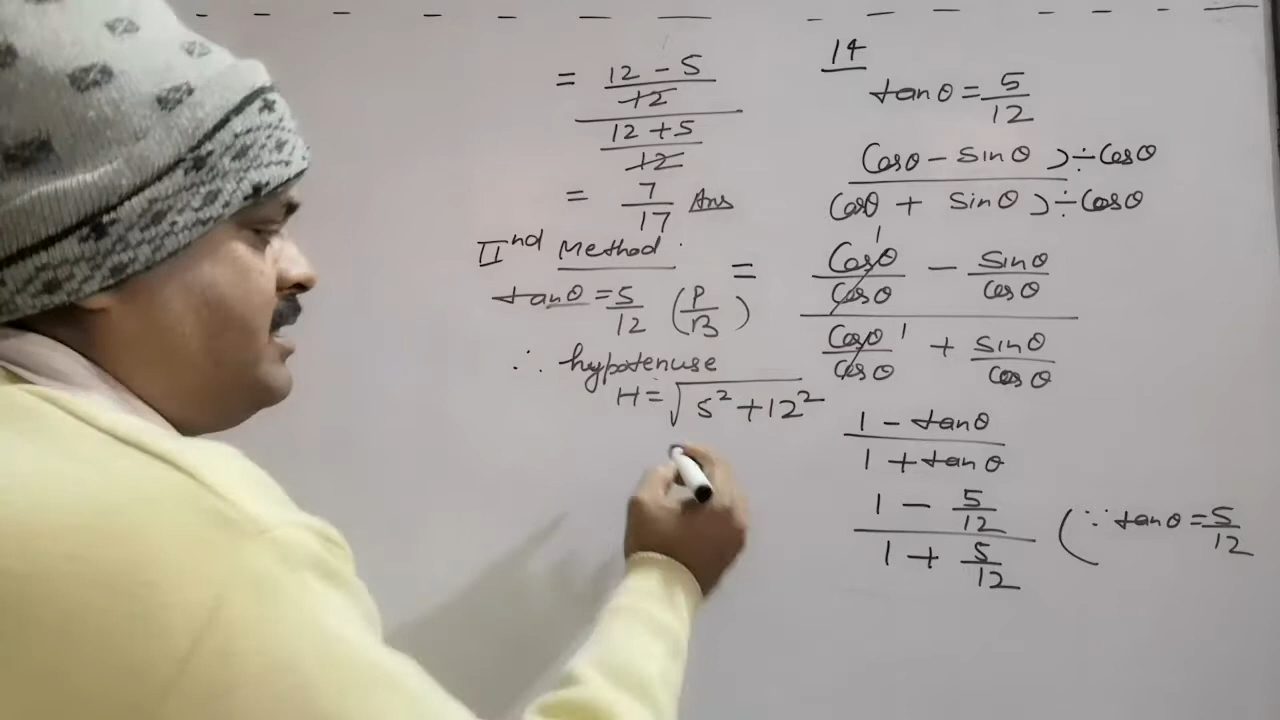 14
tanθ = 5/12
Cosθ - sinθ ) ÷ Cosθ
Cosθ + sinθ ) ÷ Cosθ
= Cosθ/Cosθ 1 - sinθ/Cosθ
Cosθ/Cosθ 1 + sinθ/Cosθ
1 - tanθ
1 + tanθ
1 - 5/12
1 + 5/12 ( ∵ tanθ = 5/12
= 12 - 5
12
12 + 5
12
= 7/17 Ans
IInd Method
tanθ = 5/12 (P/B)
∴ hypotenuse
H = √5² + 12²